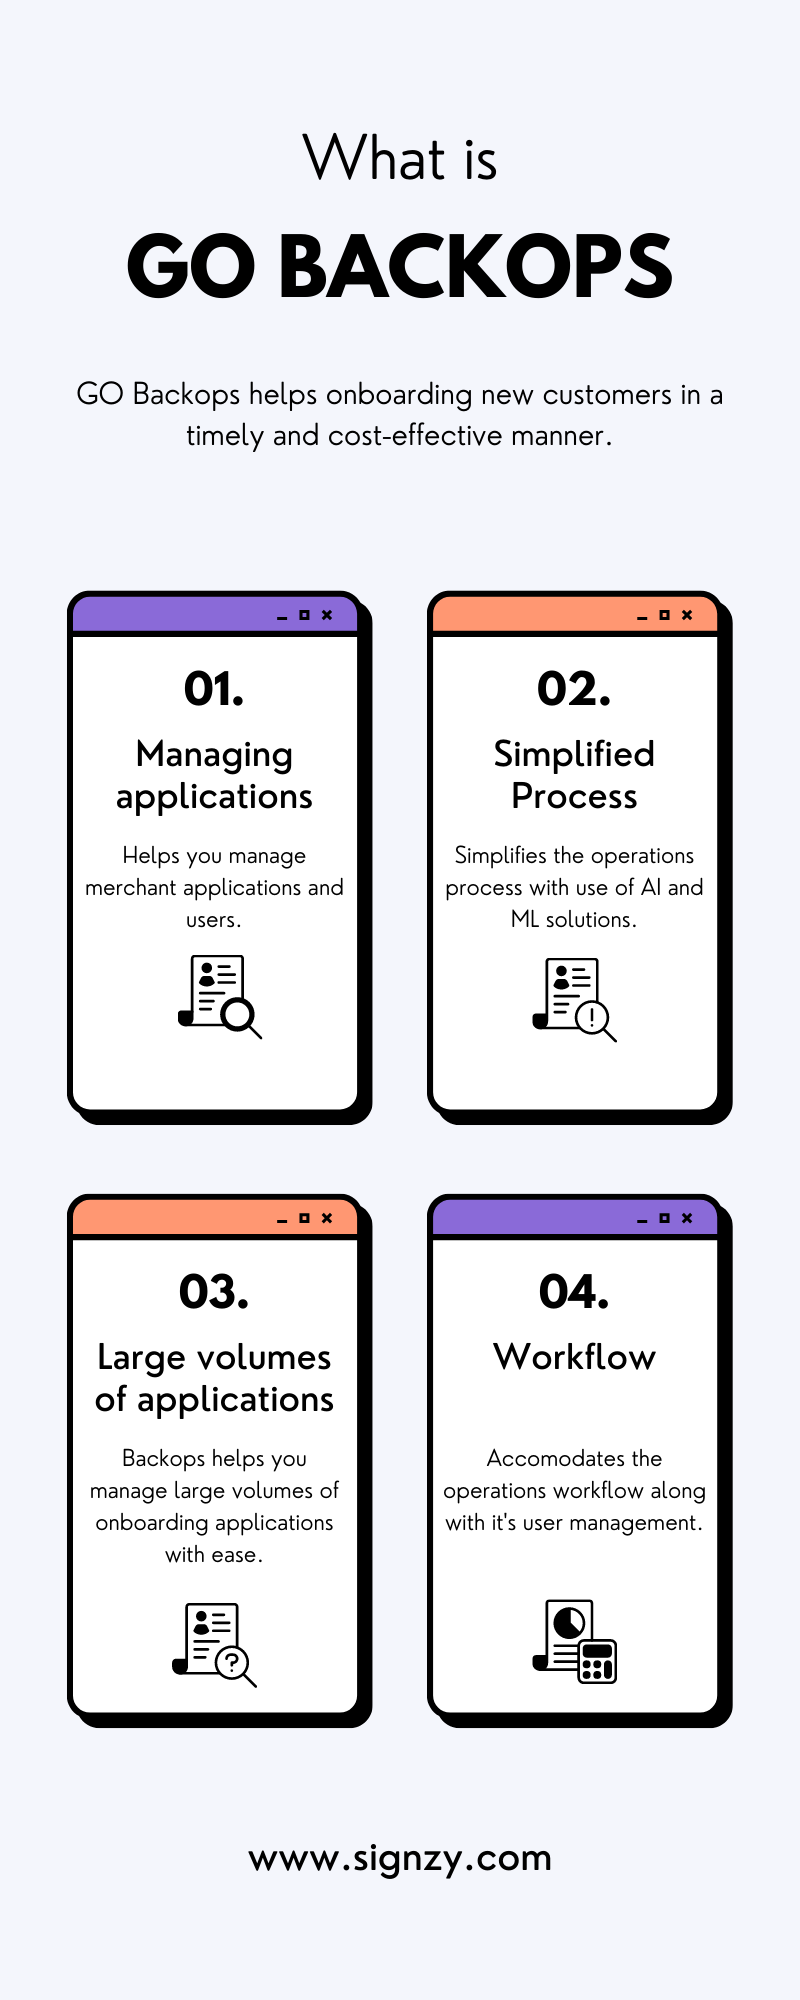 What is
GO BACKOPS
GO Backops helps onboarding new customers in a
timely and cost-effective manner.
01.
Managing
applications
Helps you manage
merchant applications and
users.
02.
Simplified
Process
Simplifies the operations
process with use of AI and
ML solutions.
03.
Large volumes
of applications
Backops helps you
manage large volumes of
onboarding applications
with ease.
04.
Workflow
Accomodates the
operations workflow along
with it's user management.
www.signzy.com